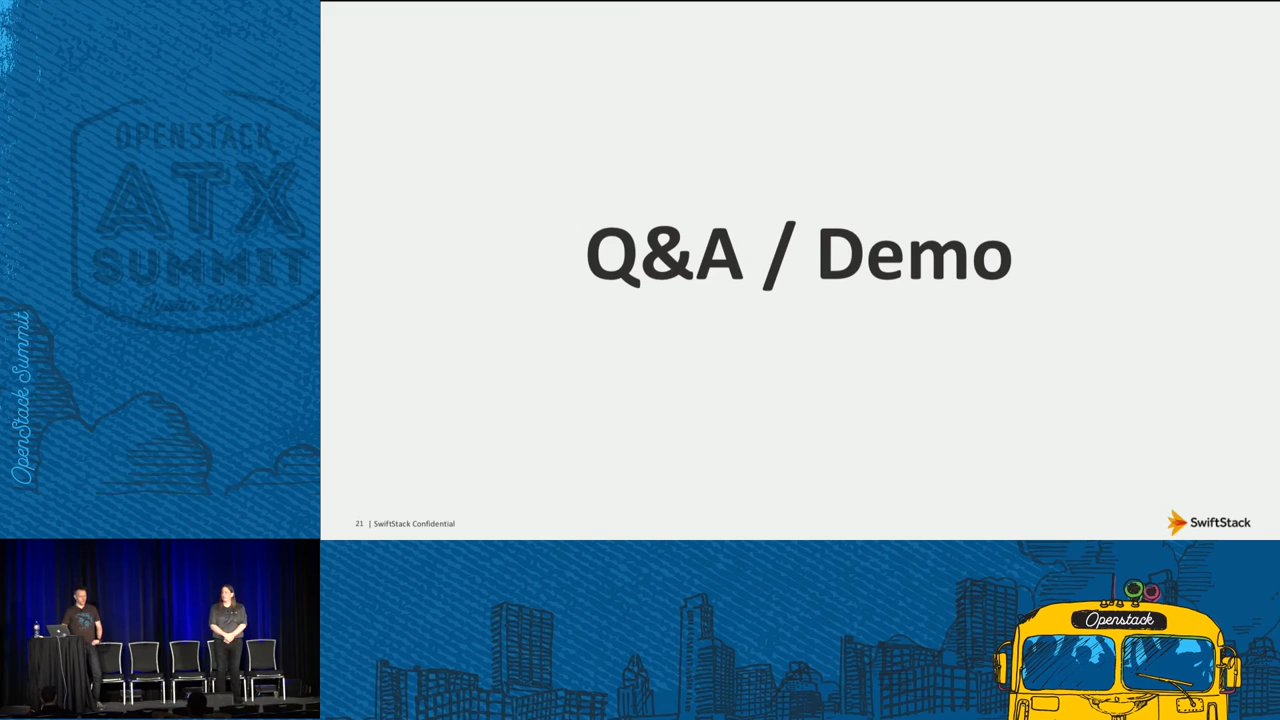 OPENSTACK
ATX
SUMMIT
Austin 2016
OpenStack Summit
Q&A / Demo
21 | SwiftStack Confidential
SwiftStack
Openstack